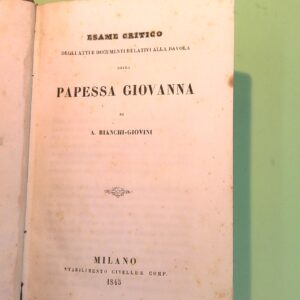 ESAME CRITICO
DEGLI ATTI E DOCUMENTI RELATIVI ALLA FAVOLA
DELLA
PAPESSA GIOVANNA
DI
A. BIANCHI-GIOVINI
MILANO
STABILIMENTO CIVELLI E COMP.
1845